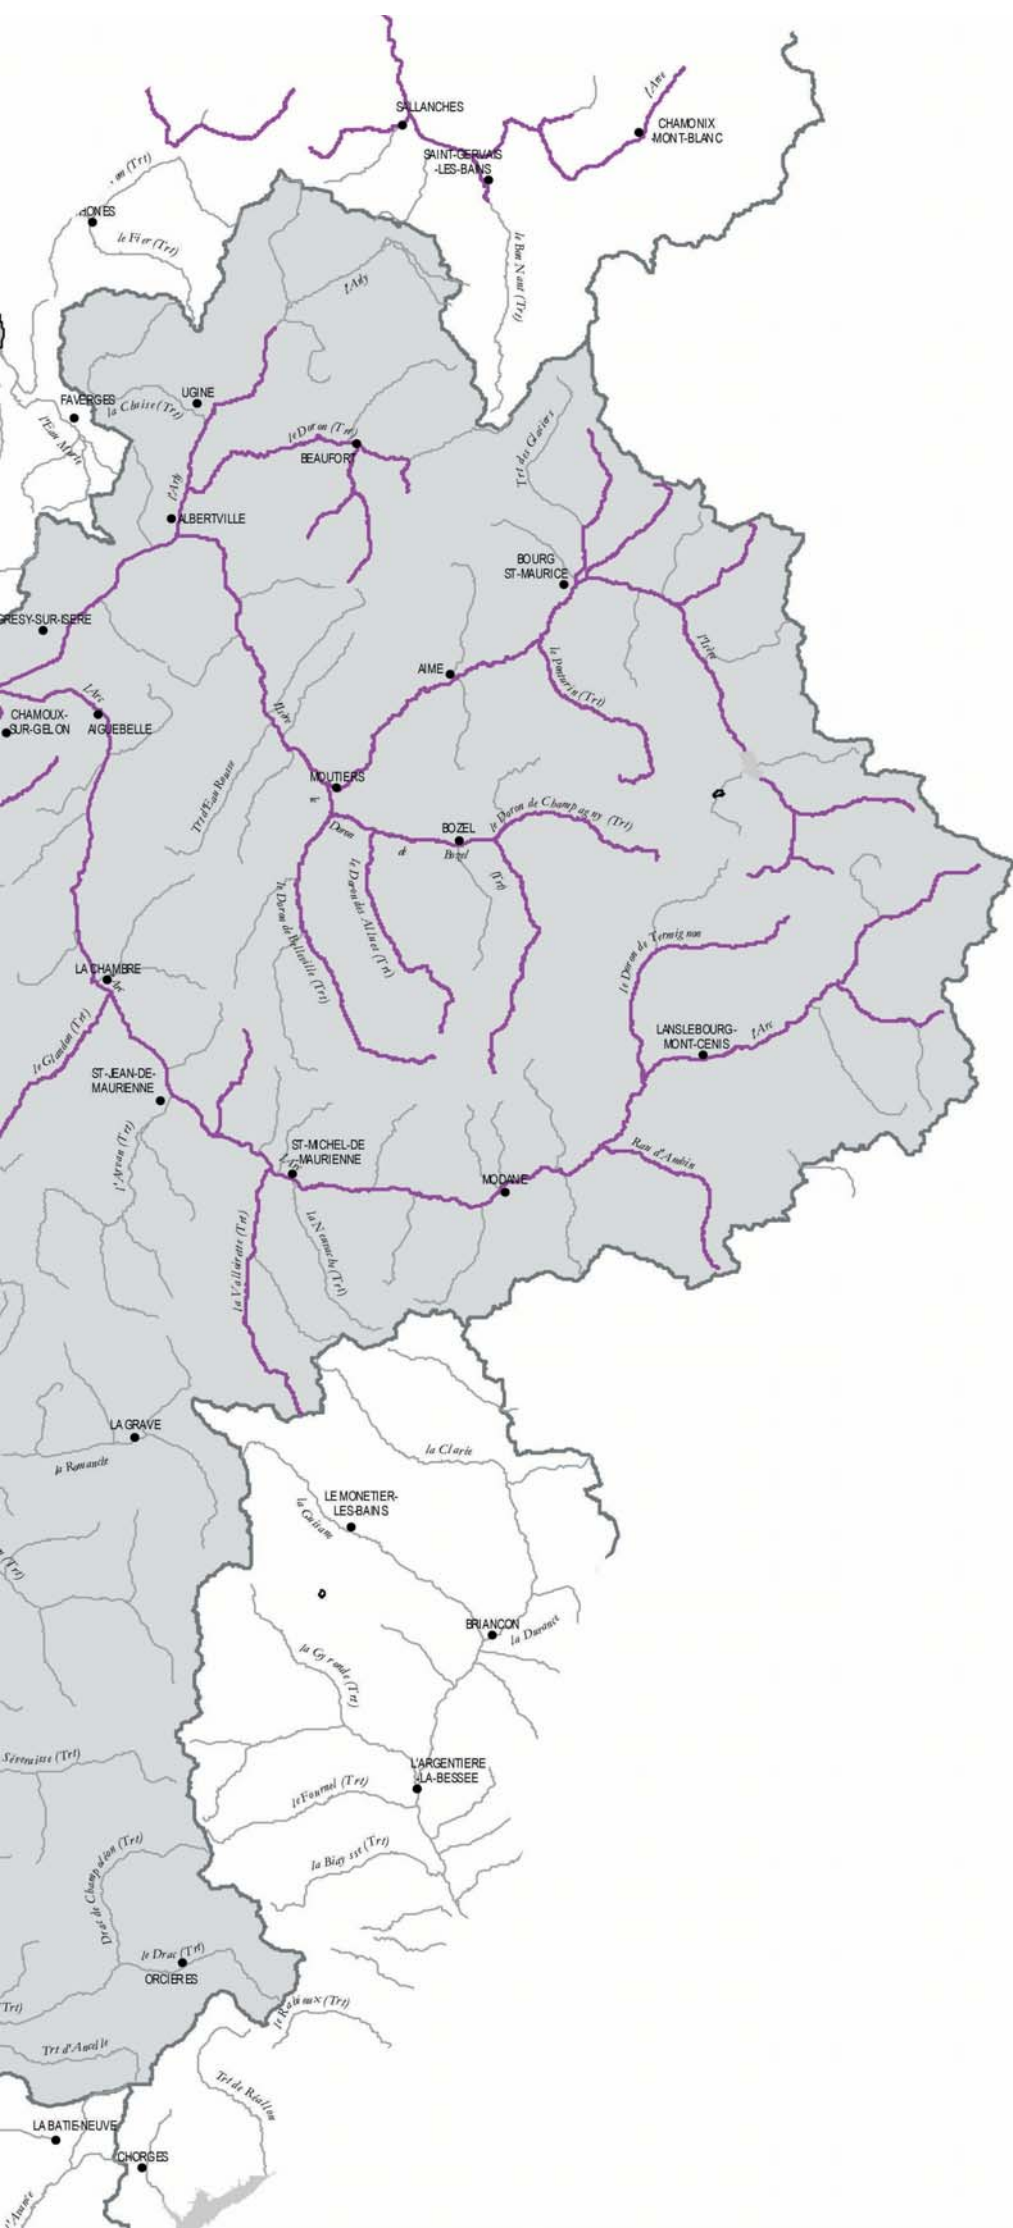 l'Arve
SALLANCHES
CHAMONIX
-MONT-BLANC
SAINT-GERVAIS
-LES-BAINS
(Trt)
le Fier (Trt)
le Bon Nant (Trt)
l'Arly
FAVERGES
la Chaise (Trt)
UGINE
l'Eau Morte
le Doron (Trt)
BEAUFORT
Trt des Glaciers
l'Arly
ALBERTVILLE
BOURG
ST-MAURICE
GRESY-SUR-ISERE
l'Isère
AIME
le Ponturin (Trt)
L'Arc
CHAMOUX-
SUR-GELON
AIGUEBELLE
l'Isère
MOUTIERS
Trt d'Eau Rousse
le Doron de Champagny (Trt)
BOZEL
Doron
de
Bozel
(Trt)
le Doron des Allues (Trt)
le Doron de Belleville (Trt)
le Doron de Termignon
LA CHAMBRE
Arc
le Glandon (Trt)
LANSLEBOURG-
MONT-CENIS
l'Arc
ST-JEAN-DE-
MAURIENNE
l'Arvan (Trt)
ST-MICHEL-DE
-MAURIENNE
L'Arc
MODANE
Rau d'Ambin
la Valloirette (Trt)
la Neuvache (Trt)
LA GRAVE
la Romanche
la Clarée
LE MONETIER-
LES-BAINS
la Guisane
(Trt)
BRIANCON
la Durance
la Gyronde (Trt)
Séveraisse (Trt)
L'ARGENTIERE
-LA-BESSEE
le Fournel (Trt)
la Biaysse (Trt)
Drac de Champoléon (Trt)
le Drac (Trt)
ORCIERES
Trt)
le Rabioux (Trt)
Trt d'Ancelle
Trt de Réallon
LA BATIE-NEUVE
CHORGES